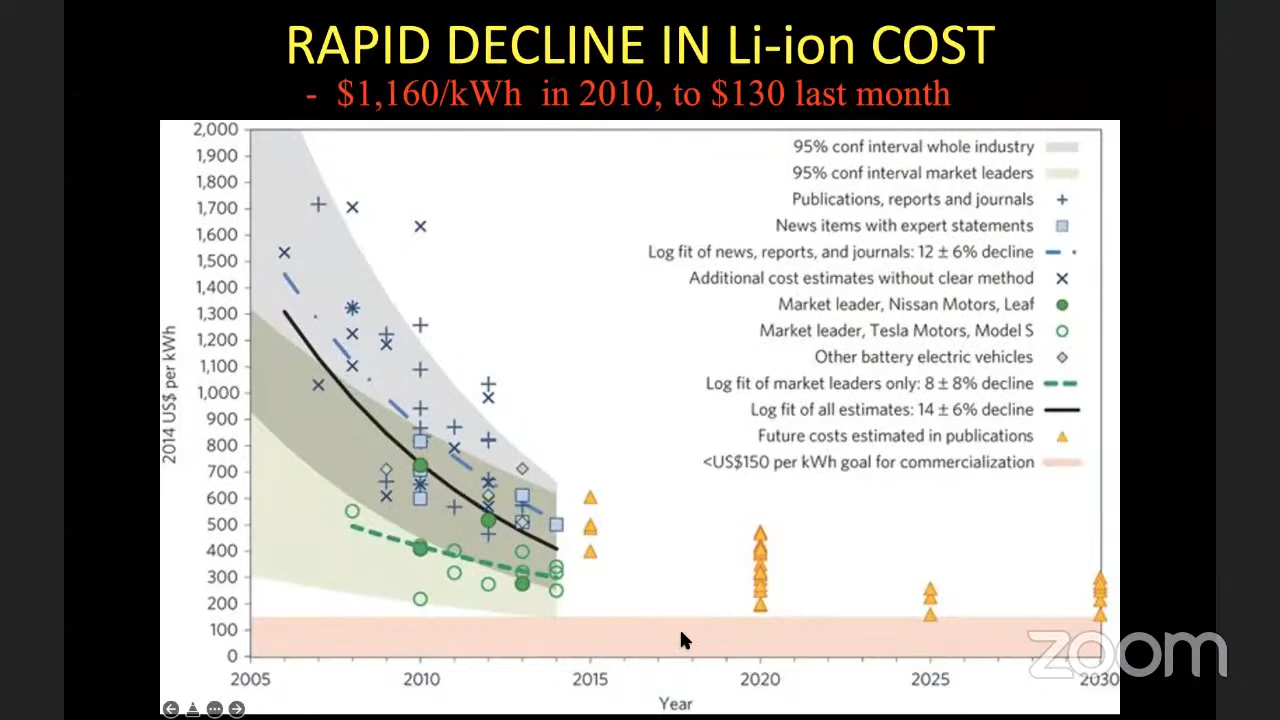 RAPID DECLINE IN Li-ion COST
- $1,160/kWh in 2010, to $130 last month
2,000
1,900
1,800
1,700
1,600
1,500
1,400
1,300
1,200
1,100
1,000
900
800
700
600
500
400
300
200
100
0
2014 US$ per kWh
95% conf interval whole industry
95% conf interval market leaders
Publications, reports and journals
News items with expert statements
Log fit of news, reports, and journals: 12 ± 6% decline
Additional cost estimates without clear method
Market leader, Nissan Motors, Leaf
Market leader, Tesla Motors, Model S
Other battery electric vehicles
Log fit of market leaders only: 8 ± 8% decline
Log fit of all estimates: 14 ± 6% decline
Future costs estimated in publications
<US$150 per kWh goal for commercialization
zoom
2005 2010 2015 2020 2025 2030
Year